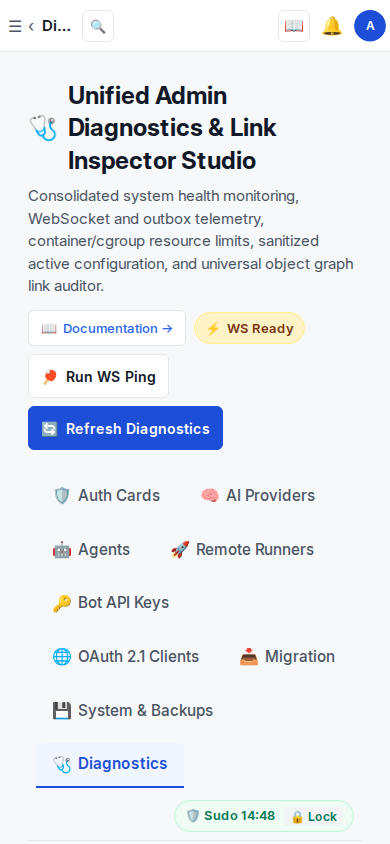 ☰ ‹ Di... 🔍 📖 🔔 A
🩺 Unified Admin
Diagnostics & Link
Inspector Studio
Consolidated system health monitoring,
WebSocket and outbox telemetry,
container/cgroup resource limits, sanitized
active configuration, and universal object graph
link auditor.
📖 Documentation → ⚡ WS Ready
🏓 Run WS Ping
🔄 Refresh Diagnostics
🛡️ Auth Cards 🧠 AI Providers
🤖 Agents 🚀 Remote Runners
🔑 Bot API Keys
🌐 OAuth 2.1 Clients 📥 Migration
💾 System & Backups
🩺 Diagnostics
🛡️ Sudo 14:48 🔒 Lock